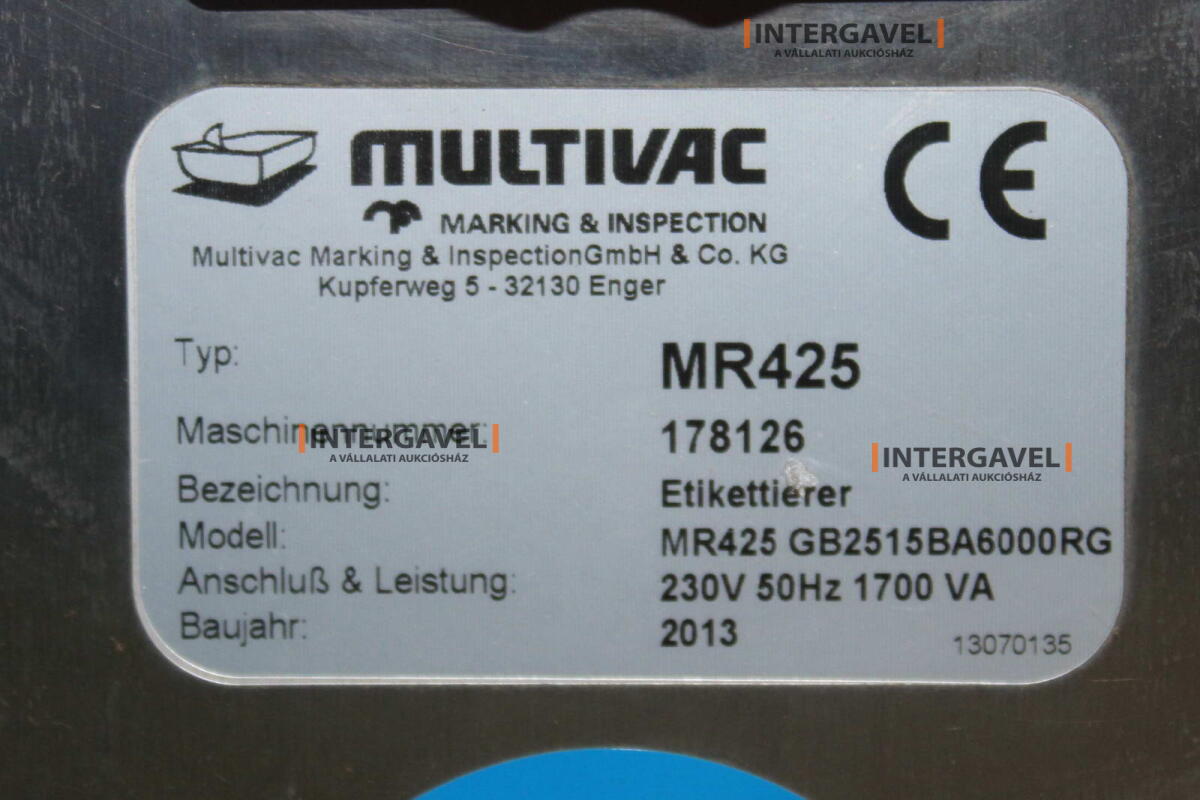 INTERGAVEL
A VÁLLALATI AUKCIÓSHÁZ
MULTIVAC
CE
MARKING & INSPECTION
Multivac Marking & InspectionGmbH & Co. KG
Kupferweg 5 - 32130 Enger
Typ: MR425
Maschinennummer: 178126
INTERGAVEL
A VÁLLALATI AUKCIÓSHÁZ
INTERGAVEL
A VÁLLALATI AUKCIÓSHÁZ
Bezeichnung: Etikettierer
Modell: MR425 GB2515BA6000RG
Anschluß & Leistung: 230V 50Hz 1700 VA
Baujahr: 2013
13070135